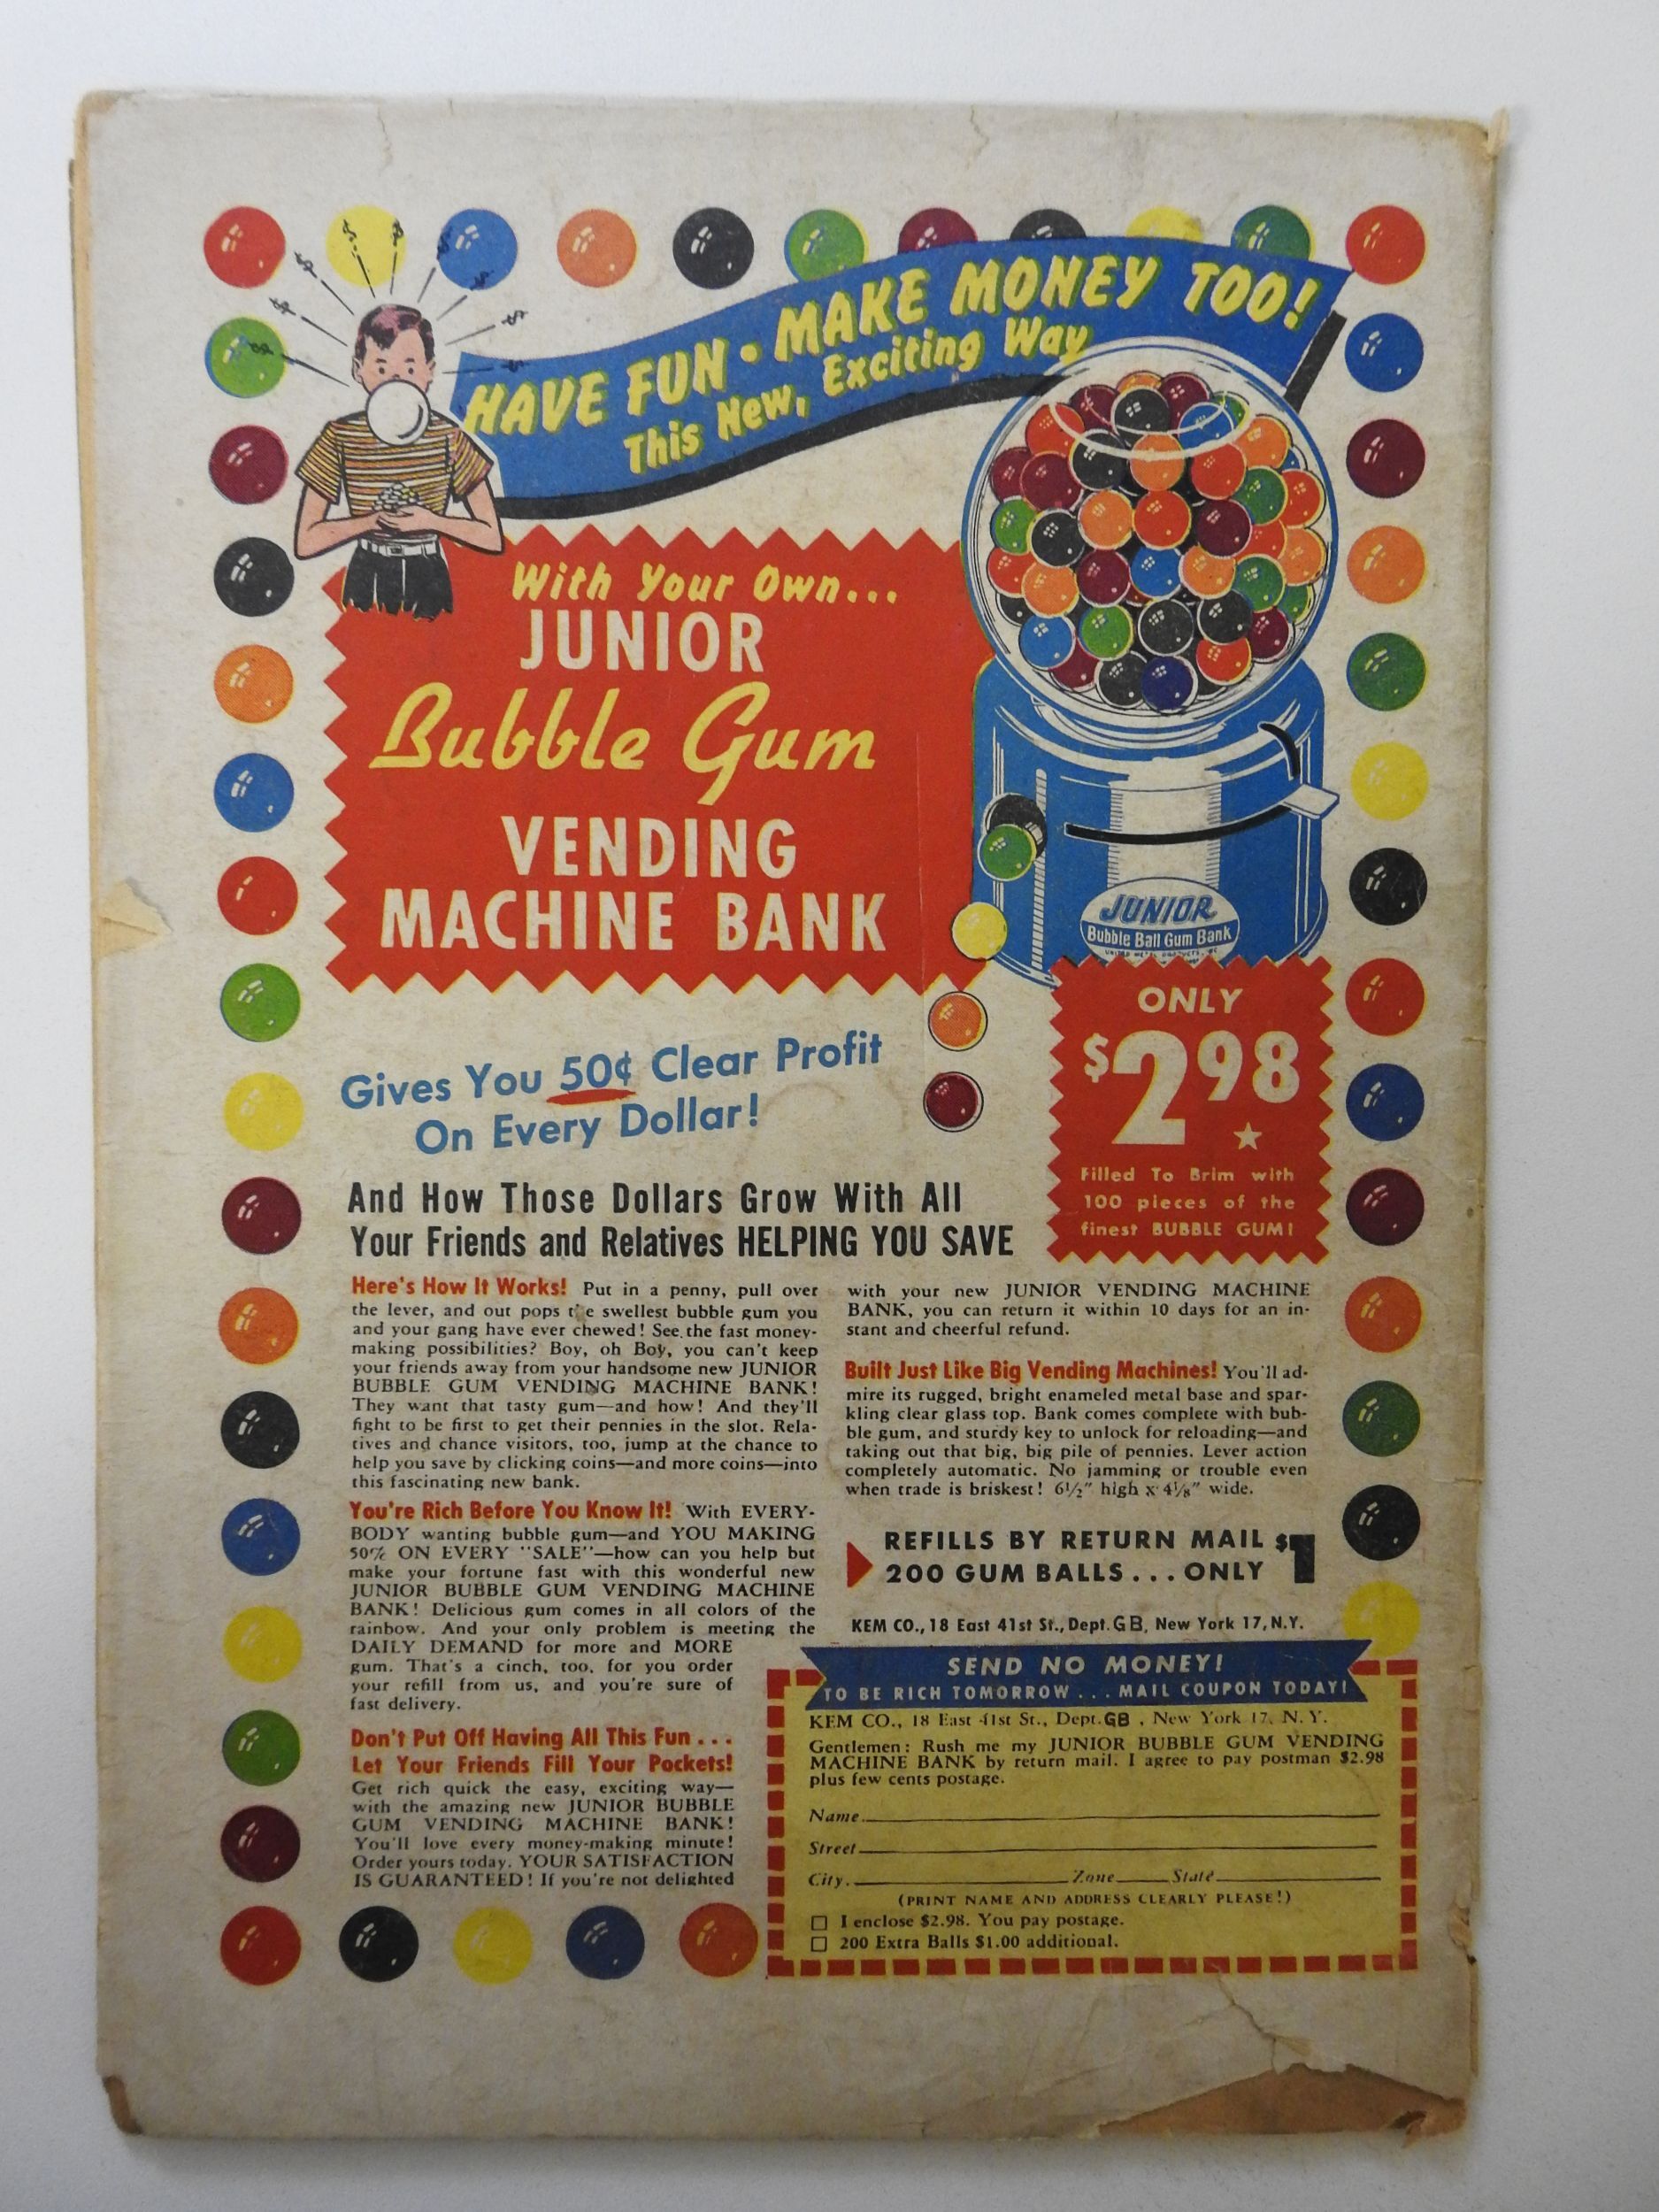 HAVE FUN • MAKE MONEY TOO!
This New, Exciting Way
With Your Own...
JUNIOR
Bubble Gum
VENDING
MACHINE BANK
JUNIOR
Bubble Ball Gum Bank
UNITED METAL PRODUCTS, INC
ONLY
$2 98
Filled To Brim with
100 pieces of the
finest BUBBLE GUM!
Gives You 50¢ Clear Profit
On Every Dollar!
And How Those Dollars Grow With All
Your Friends and Relatives HELPING YOU SAVE
Here's How It Works! Put in a penny, pull over
the lever, and out pops the swellest bubble gum you
and your gang have ever chewed! See the fast money-
making possibilities? Boy, oh Boy, you can't keep
your friends away from your handsome new JUNIOR
BUBBLE GUM VENDING MACHINE BANK!
They want that tasty gum—and how! And they'll
fight to be first to get their pennies in the slot. Rela-
tives and chance visitors, too, jump at the chance to
help you save by clicking coins—and more coins—into
this fascinating new bank.
You're Rich Before You Know It! With EVERY-
BODY wanting bubble gum—and YOU MAKING
50% ON EVERY "SALE"—how can you help but
make your fortune fast with this wonderful new
JUNIOR BUBBLE GUM VENDING MACHINE
BANK! Delicious gum comes in all colors of the
rainbow. And your only problem is meeting the
DAILY DEMAND for more and MORE
gum. That's a cinch, too, for you order
your refill from us, and you're sure of
fast delivery.
Don't Put Off Having All This Fun . . .
Let Your Friends Fill Your Pockets!
Get rich quick the easy, exciting way—
with the amazing new JUNIOR BUBBLE
GUM VENDING MACHINE BANK!
You'll love every money-making minute!
Order yours today. YOUR SATISFACTION
IS GUARANTEED! If you're not delighted
with your new JUNIOR VENDING MACHINE
BANK, you can return it within 10 days for an in-
stant and cheerful refund.
Built Just Like Big Vending Machines! You'll ad-
mire its rugged, bright enameled metal base and spar-
kling clear glass top. Bank comes complete with bub-
ble gum, and sturdy key to unlock for reloading—and
taking out that big, big pile of pennies. Lever action
completely automatic. No jamming or trouble even
when trade is briskest! 6½" high x 4⅛" wide.
REFILLS BY RETURN MAIL $1
200 GUM BALLS . . . ONLY
KEM CO., 18 East 41st St., Dept. GB, New York 17, N.Y.
SEND NO MONEY!
TO BE RICH TOMORROW . . . MAIL COUPON TODAY!
KEM CO., 18 East 41st St., Dept. GB , New York 17, N. Y.
Gentlemen: Rush me my JUNIOR BUBBLE GUM VENDING
MACHINE BANK by return mail. I agree to pay postman $2.98
plus few cents postage.
Name
Street
City. Zone State
(PRINT NAME AND ADDRESS CLEARLY PLEASE!)
☐ I enclose $2.98. You pay postage.
☐ 200 Extra Balls $1.00 additional.